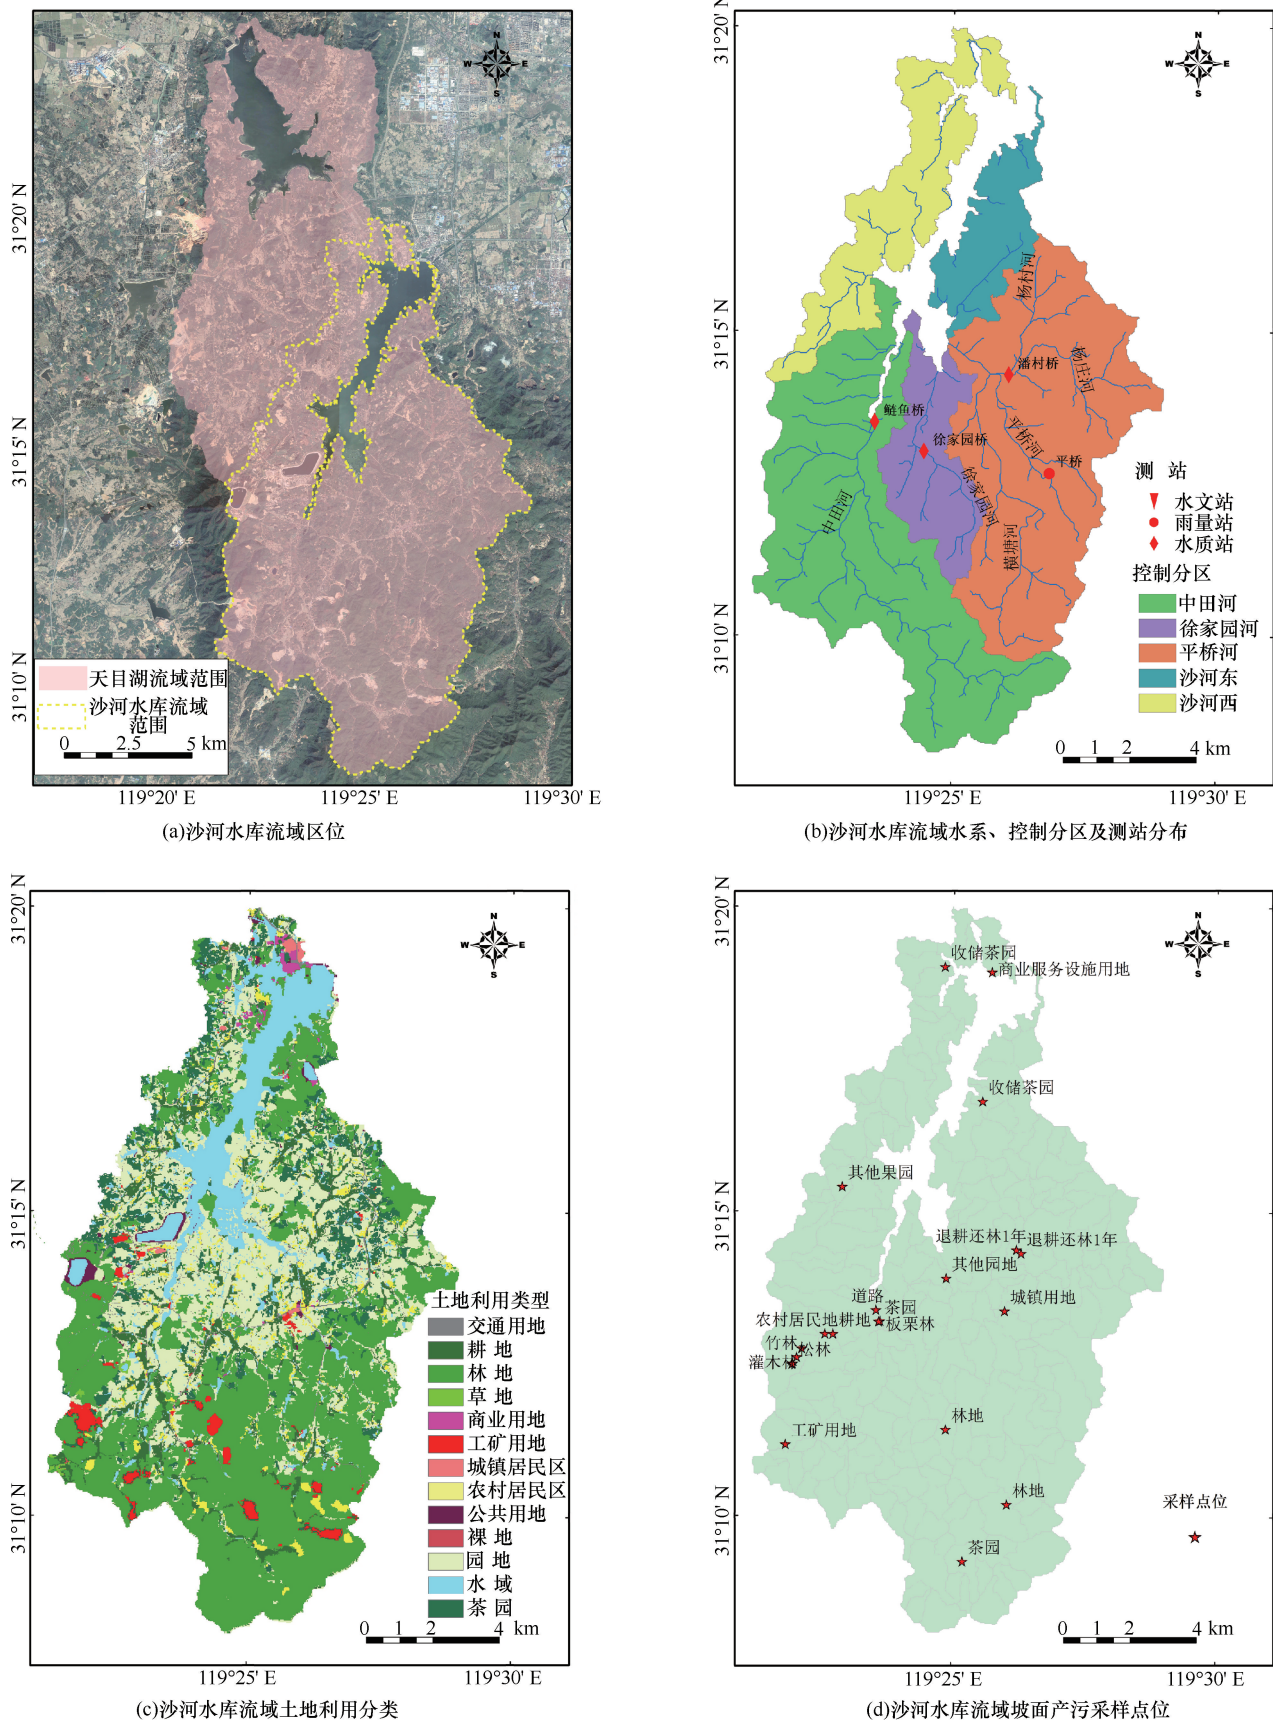 31°20′ N
31°15′ N
31°10′ N
N
W E
S
天目湖流域范围
沙河水库流域
范围
0 2.5 5 km
119°20′ E 119°25′ E 119°30′ E
(a)沙河水库流域区位
31°20′ N
31°15′ N
31°10′ N
N
W E
S
杨村河
潘村桥
杨庄河
鲢鱼桥
平桥河
徐家园桥
平桥
徐家园河
中田河
横塘河
测 站
水文站
雨量站
水质站
控制分区
中田河
徐家园河
平桥河
沙河东
沙河西
0 1 2 4 km
119°25′ E 119°30′ E
(b)沙河水库流域水系、控制分区及测站分布
31°20′ N
31°15′ N
31°10′ N
N
W E
S
土地利用类型
交通用地
耕 地
林 地
草 地
商业用地
工矿用地
城镇居民区
农村居民区
公共用地
裸 地
园 地
水 域
茶 园
0 1 2 4 km
119°25′ E 119°30′ E
(c)沙河水库流域土地利用分类
31°20′ N
31°15′ N
31°10′ N
N
W E
S
收储茶园
商业服务设施用地
收储茶园
其他果园
退耕还林1年 退耕还林1年
其他园地
道路
茶园
城镇用地
农村居民地耕地
板栗林
竹林
松林
灌木林
林地
工矿用地
林地
采样点位
茶园
0 1 2 4 km
119°25′ E 119°30′ E
(d)沙河水库流域坡面产污采样点位